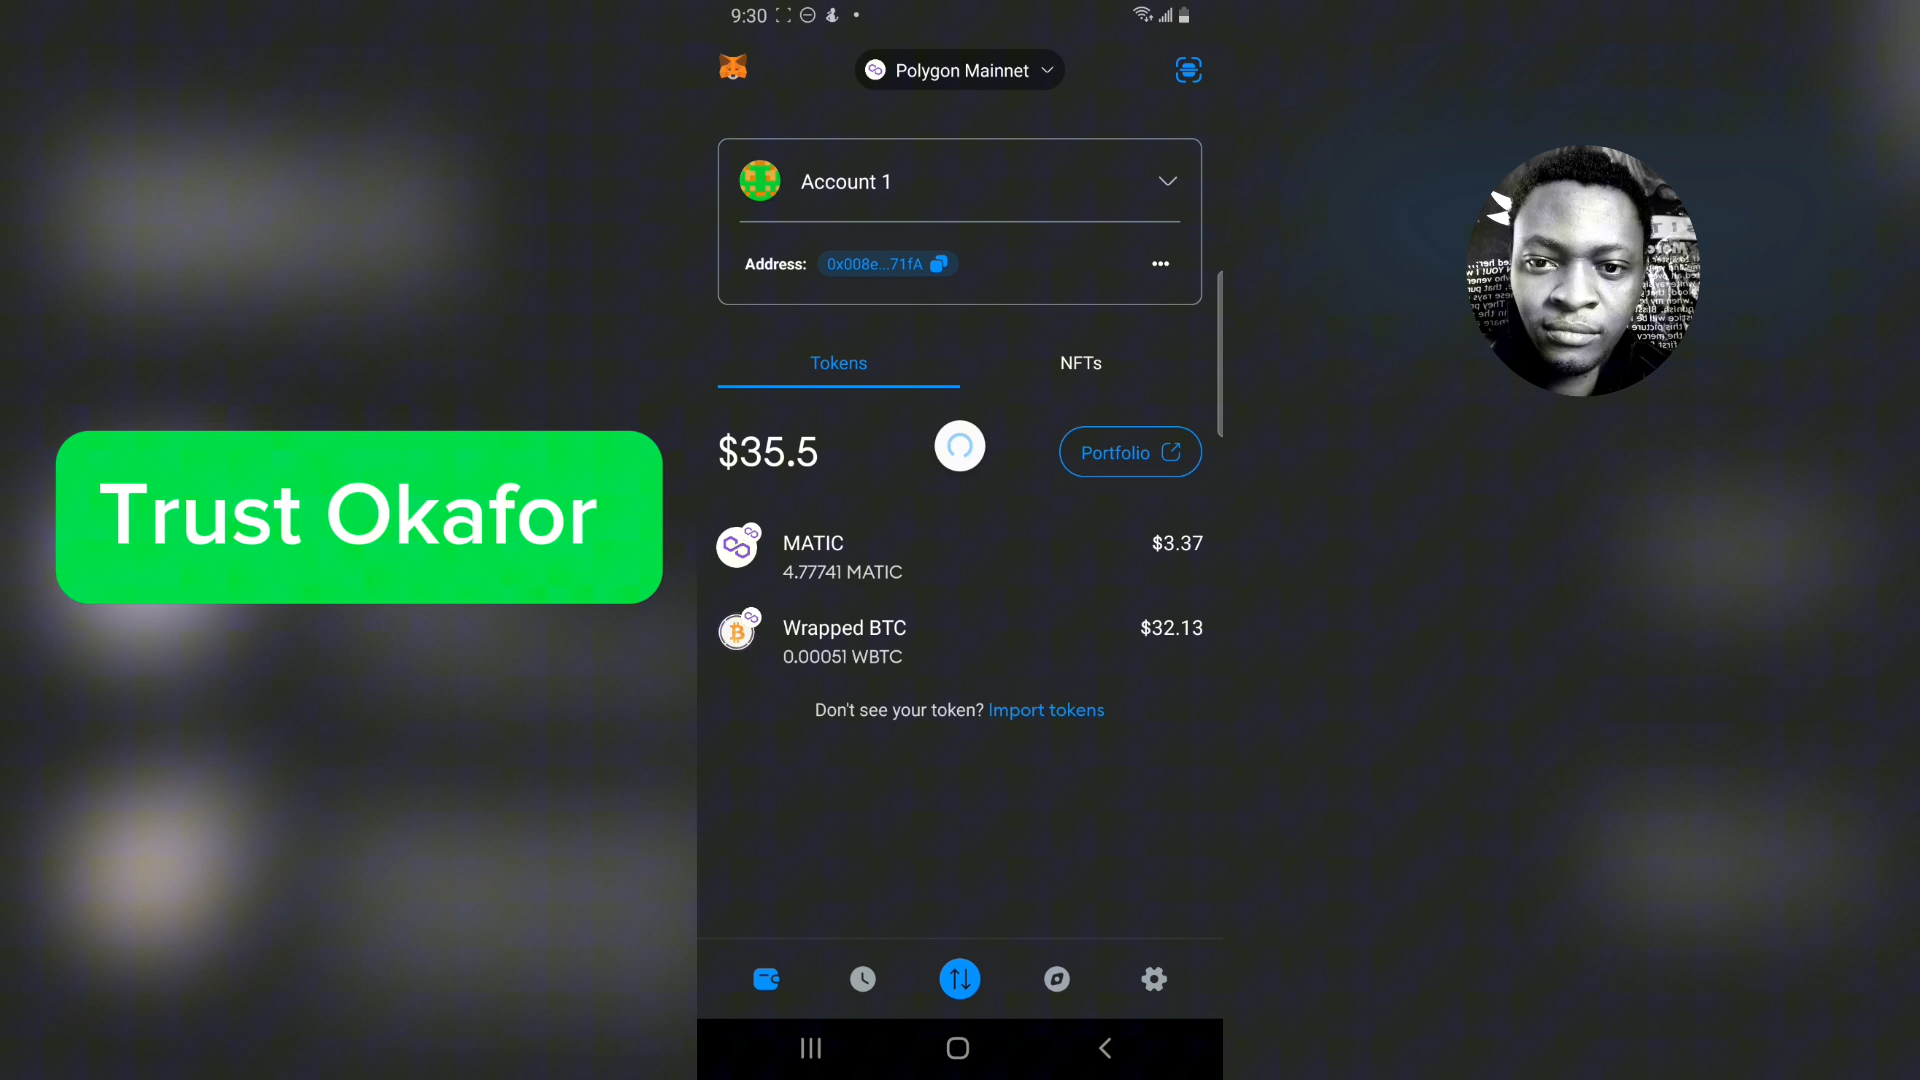 9:30
Polygon Mainnet
Account 1
Address: 0x008e...71fA
Tokens
NFTs
$35.5
Portfolio
Trust Okafor
MATIC
$3.37
4.77741 MATIC
Wrapped BTC
$32.13
0.00051 WBTC
Don't see your token? Import tokens